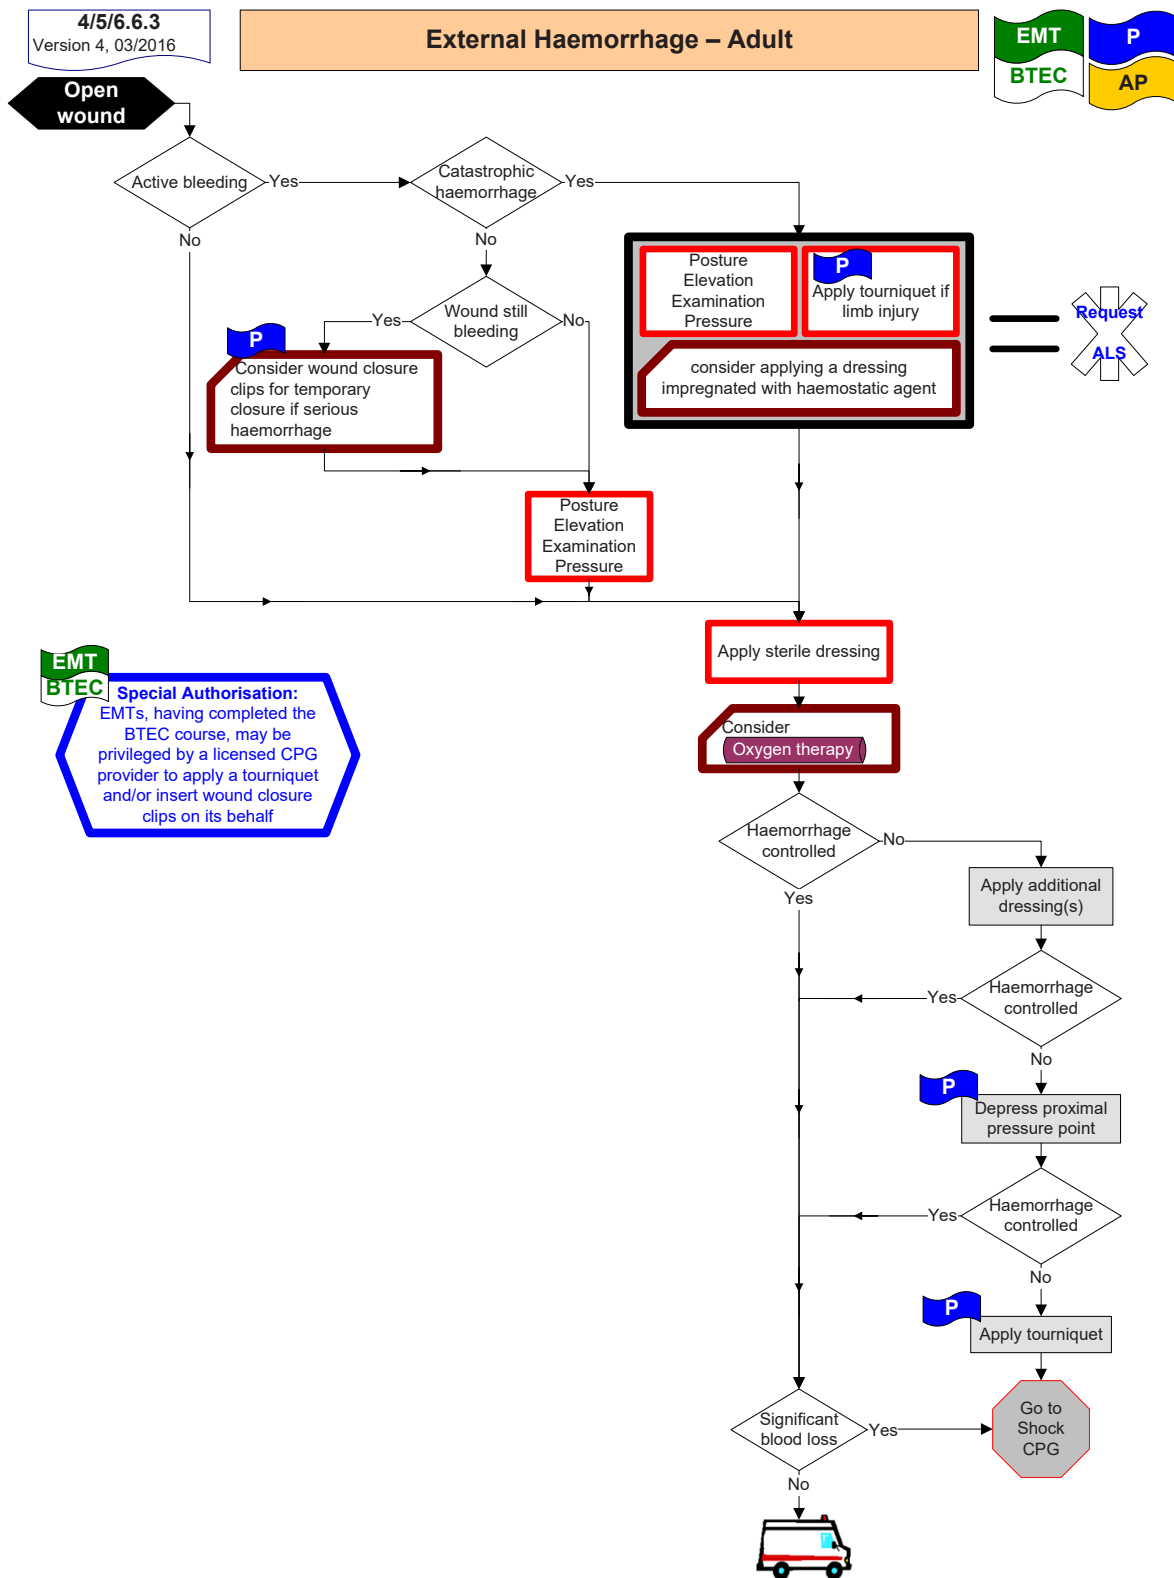 4/5/6.6.3
Version 4, 03/2016
External Haemorrhage – Adult
EMT
P
BTEC
AP
Open
wound
Active bleeding
Yes
No
Catastrophic
haemorrhage
Yes
No
Posture
Elevation
Examination
Pressure
P
Apply tourniquet if
limb injury
consider applying a dressing
impregnated with haemostatic agent
Request
ALS
Wound still
bleeding
Yes
No
P
Consider wound closure
clips for temporary
closure if serious
haemorrhage
Posture
Elevation
Examination
Pressure
Apply sterile dressing
EMT
BTEC
Special Authorisation:
EMTs, having completed the
BTEC course, may be
privileged by a licensed CPG
provider to apply a tourniquet
and/or insert wound closure
clips on its behalf
Consider
Oxygen therapy
Haemorrhage
controlled
No
Yes
Apply additional
dressing(s)
Haemorrhage
controlled
Yes
No
P
Depress proximal
pressure point
Haemorrhage
controlled
Yes
No
P
Apply tourniquet
Significant
blood loss
Yes
No
Go to
Shock
CPG